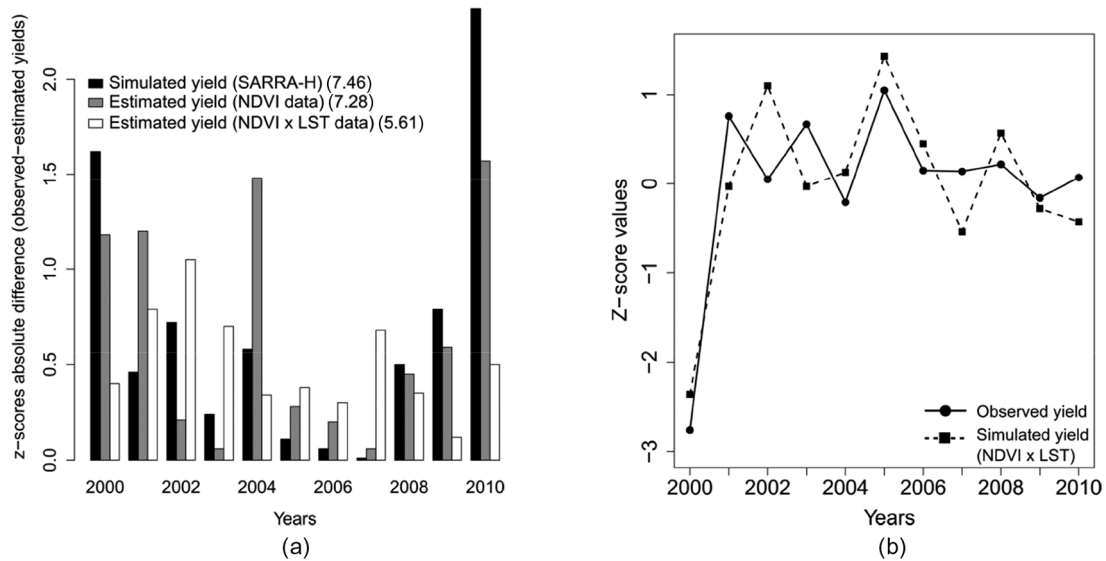 z−scores absolute difference (observed−estimated yields)
2.0
1.5
1.0
0.5
0.0
Simulated yield (SARRA-H) (7.46)
Estimated yield (NDVI data) (7.28)
Estimated yield (NDVI x LST data) (5.61)
2000 2002 2004 2006 2008 2010
Years
(a)
Z−score values
1
0
−1
−2
−3
Observed yield
Simulated yield
(NDVI x LST)
2000 2002 2004 2006 2008 2010
Years
(b)